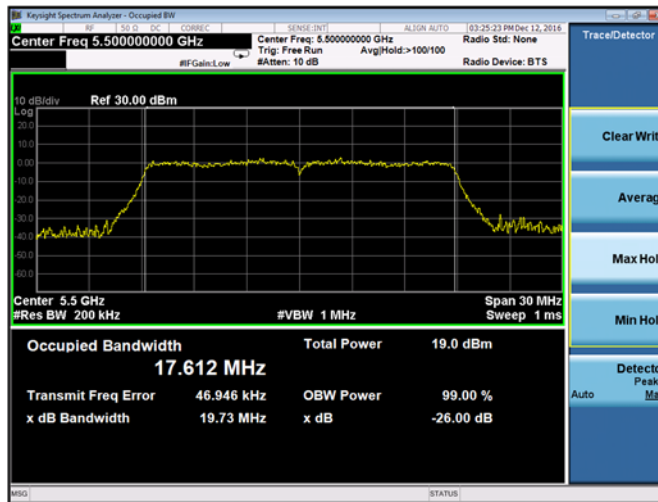 Keysight Spectrum Analyzer - Occupied BW
RF 50 Ω DC CORREC SENSE:INT ALIGN AUTO 03:25:23 PM Dec 12, 2016
Center Freq 5.500000000 GHz
Center Freq: 5.500000000 GHz
Radio Std: None
Trig: Free Run Avg|Hold:>100/100
#IFGain:Low #Atten: 10 dB
Radio Device: BTS
Trace/Detector
10 dB/div Ref 30.00 dBm
Log
20.0
10.0
0.00
-10.0
-20.0
-30.0
-40.0
-50.0
-60.0
Center 5.5 GHz Span 30 MHz
#Res BW 200 kHz #VBW 1 MHz Sweep 1 ms
Occupied Bandwidth Total Power 19.0 dBm
17.612 MHz
Transmit Freq Error 46.946 kHz OBW Power 99.00 %
x dB Bandwidth 19.73 MHz x dB -26.00 dB
Clear Writ
Averag
Max Hol
Min Hol
Detecto
Peak
Auto Ma
MSG STATUS